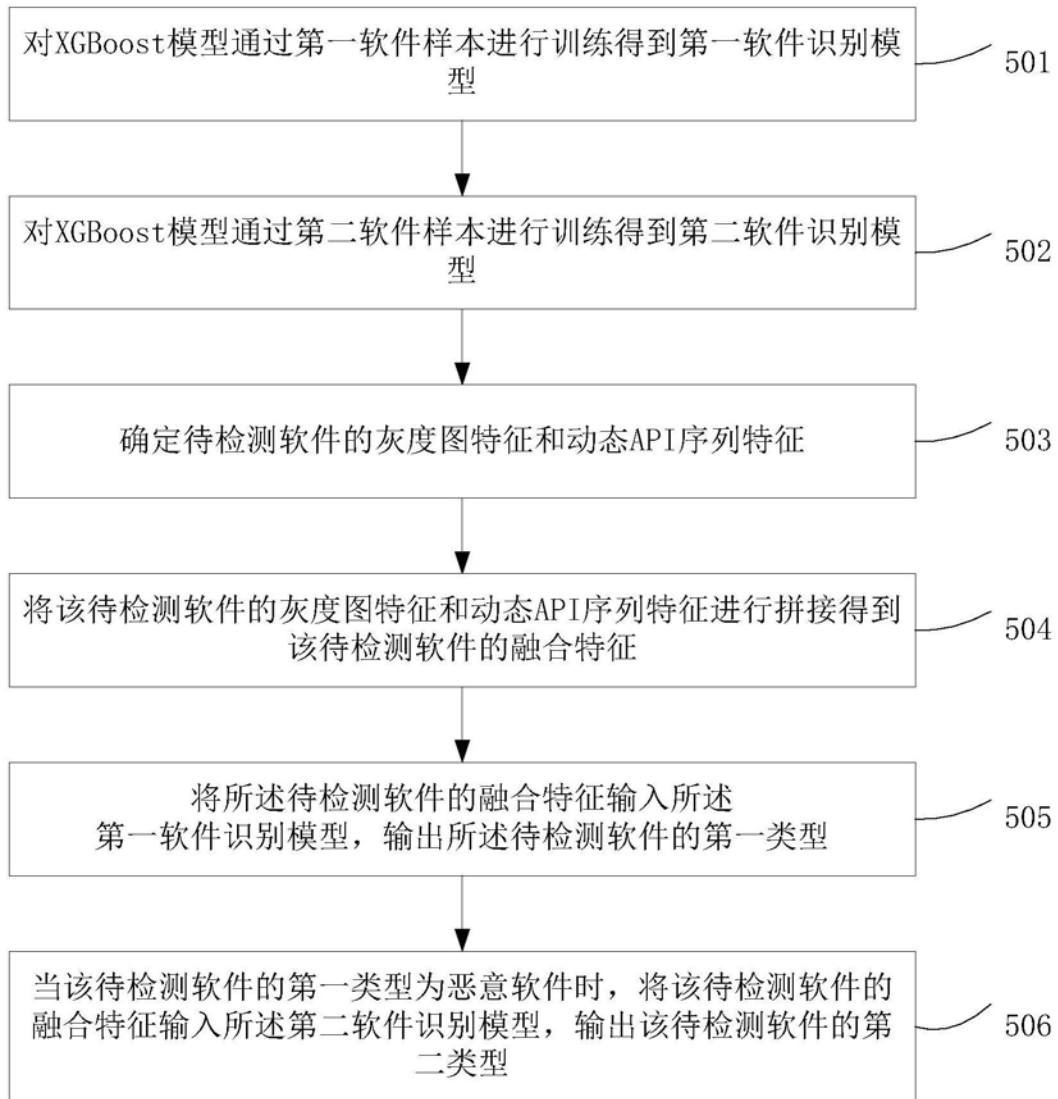 对XGBoost模型通过第一软件样本进行训练得到第一软件识别模
型
501
对XGBoost模型通过第二软件样本进行训练得到第二软件识别模
型
502
确定待检测软件的灰度图特征和动态API序列特征
503
将该待检测软件的灰度图特征和动态API序列特征进行拼接得到
该待检测软件的融合特征
504
将所述待检测软件的融合特征输入所述
第一软件识别模型，输出所述待检测软件的第一类型
505
当该待检测软件的第一类型为恶意软件时，将该待检测软件的
融合特征输入所述第二软件识别模型，输出该待检测软件的第
二类型
506